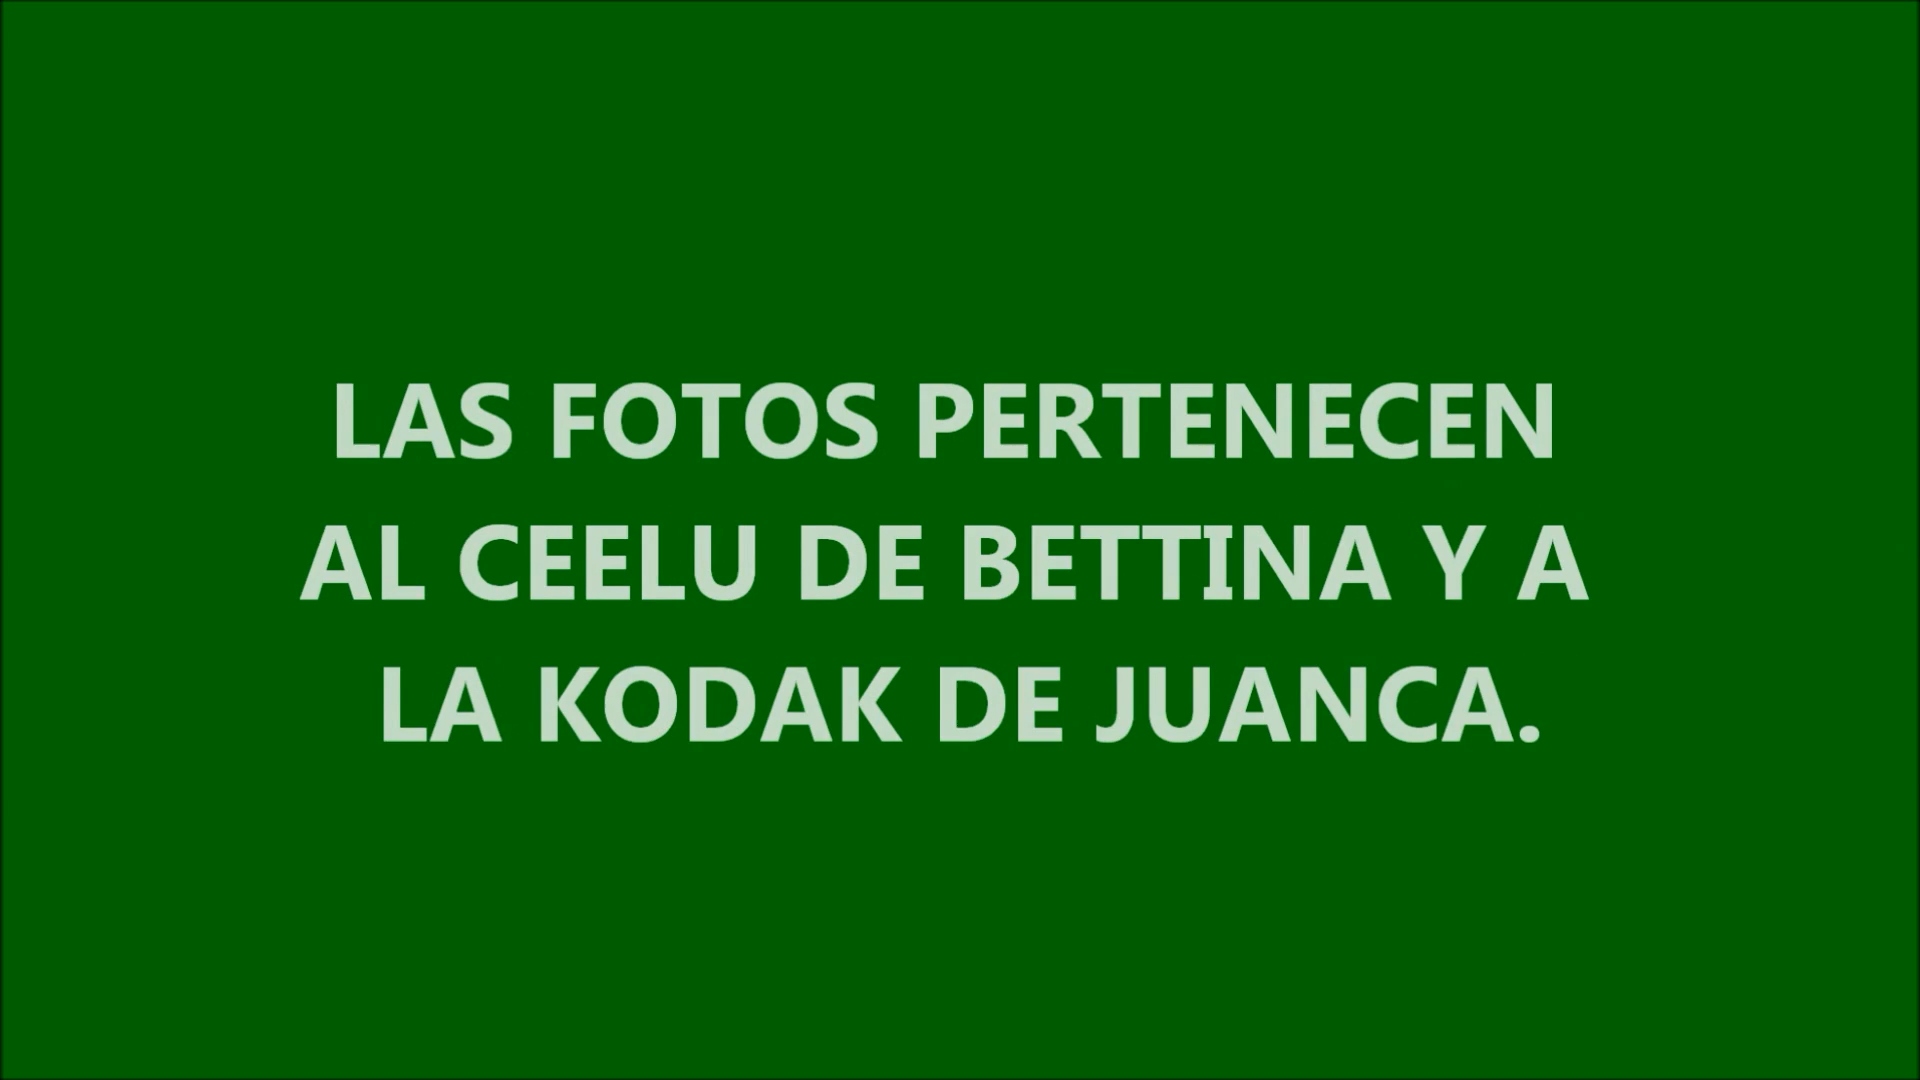 LAS FOTOS PERTENECEN
AL CEELU DE BETTINA Y A
LA KODAK DE JUANCA.